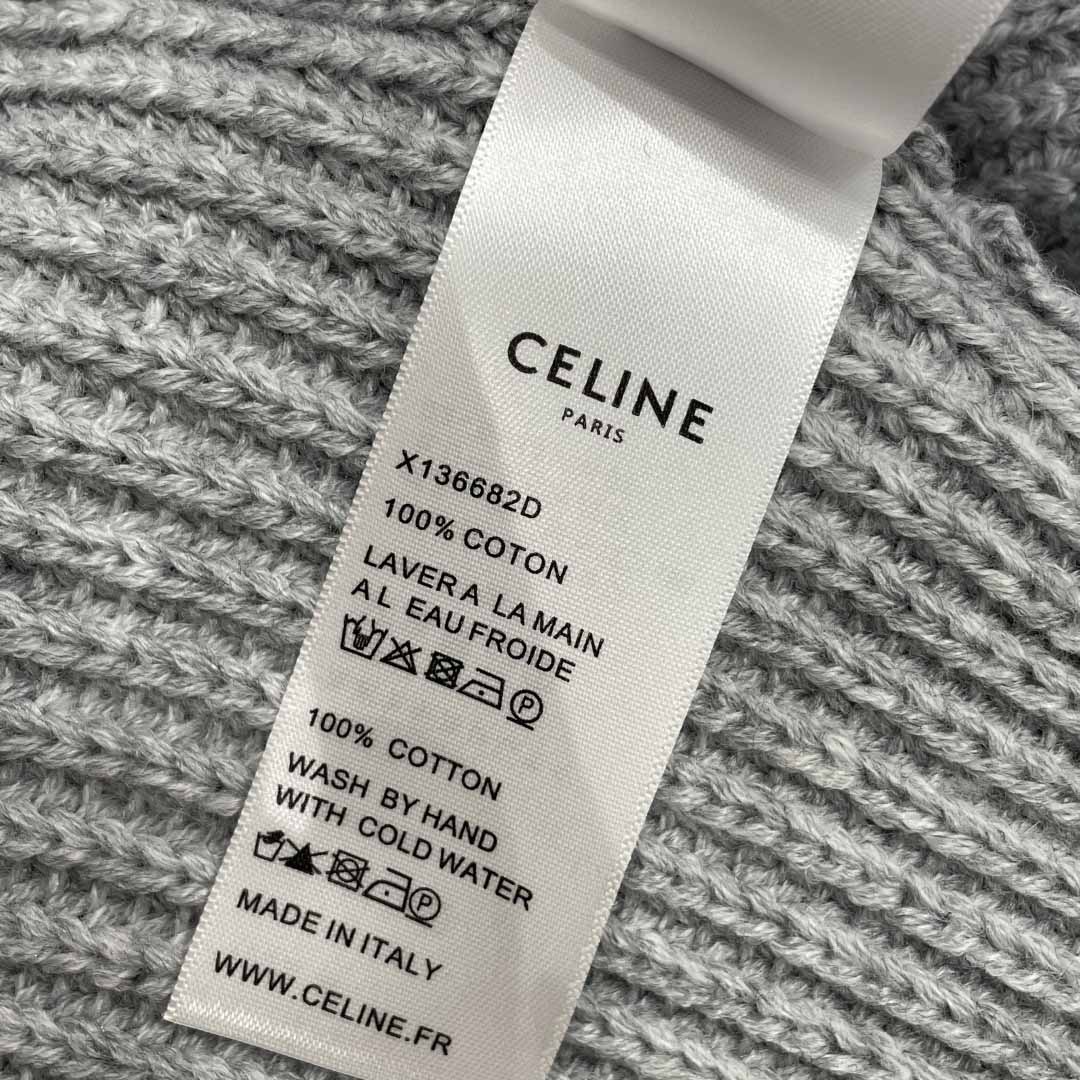 CELINE
PARIS
X136682D
100% COTON
LAVER A LA MAIN
A L EAU FROIDE
P
100% COTTON
WASH BY HAND
WITH COLD WATER
P
MADE IN ITALY
WWW.CELINE.FR